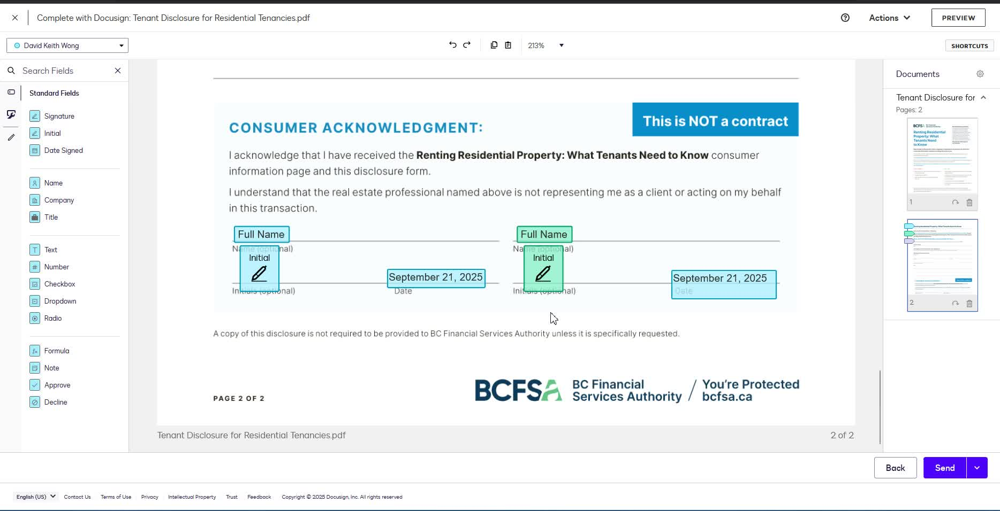 Complete with Docusign: Tenant Disclosure for Residential Tenancies.pdf
Actions
PREVIEW
David Keith Wong
213%
SHORTCUTS
Search Fields
Standard Fields
Signature
Initial
Date Signed
Name
Company
Title
Text
Number
Checkbox
Dropdown
Radio
Formula
Note
Approve
Decline
This is NOT a contract
CONSUMER ACKNOWLEDGMENT:
I acknowledge that I have received the Renting Residential Property: What Tenants Need to Know consumer
information page and this disclosure form.
I understand that the real estate professional named above is not representing me as a client or acting on my behalf
in this transaction.
Full Name
Full Name
Name (optional)
Name (optional)
Initial
September 21, 2025
Initial
September 21, 2025
Initials (optional)
Date
Initials (optional)
Date
A copy of this disclosure is not required to be provided to BC Financial Services Authority unless it is specifically requested.
PAGE 2 OF 2
BCFSA
BC Financial
Services Authority
You're Protected
bcfsa.ca
Tenant Disclosure for Residential Tenancies.pdf
2 of 2
Documents
Tenant Disclosure for
Pages: 2
BCFSA
Renting Residential
Property: What
Tenants Need
to Know
1
2
Back
Send
English (US)
Contact Us
Terms of Use
Privacy
Intellectual Property
Trust
Feedback
Copyright © 2025 Docusign, Inc. All rights reserved